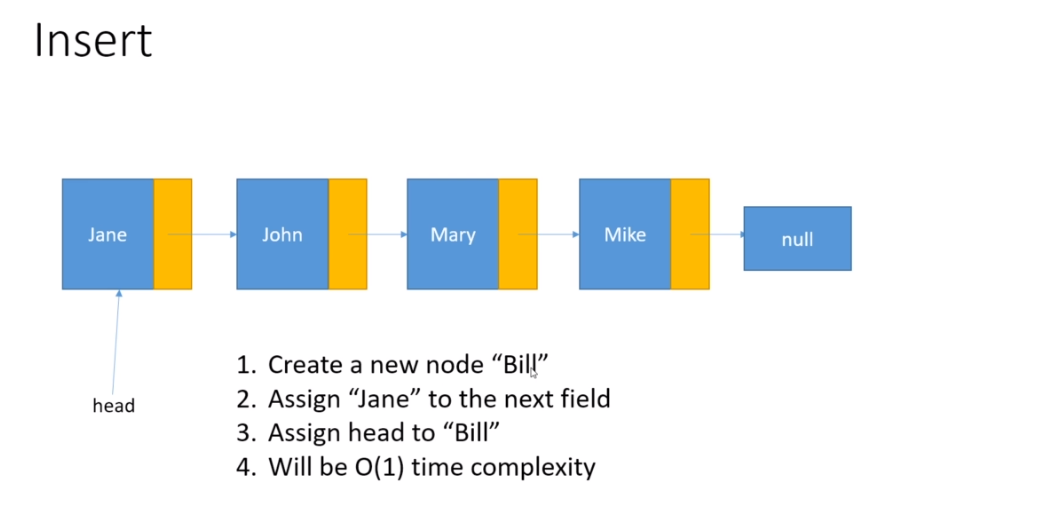 Insert
Jane
John
Mary
Mike
null
head
1. Create a new node “Bill”
2. Assign “Jane” to the next field
3. Assign head to “Bill”
4. Will be O(1) time complexity